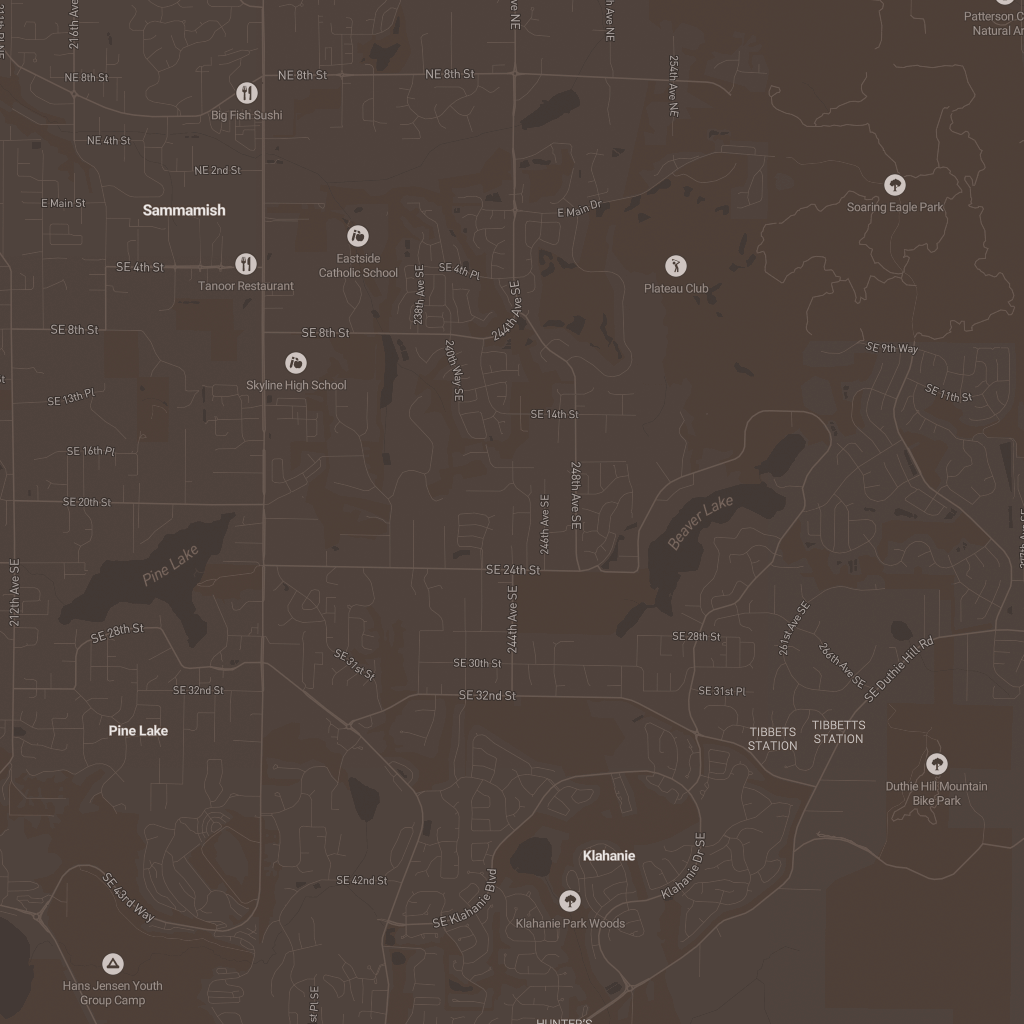 216th Ave
NE 8th St
NE 8th St
NE 8th St
Big Fish Sushi
254th Ave NE
Patterson C
Natural Ar
NE 4th St
NE 2nd St
E Main St
Sammamish
E Main Dr
Soaring Eagle Park
Eastside
Catholic School
SE 4th St
SE 4th Pl
Tanoor Restaurant
238th Ave SE
Plateau Club
244th Ave SE
SE 8th St
SE 8th St
240th Way SE
SE 9th Way
Skyline High School
SE 11th St
SE 13th Pl
SE 14th St
SE 16th Pl
248th Ave SE
SE 20th St
246th Ave SE
Beaver Lake
Pine Lake
SE 24th St
212th Ave SE
244th Ave SE
SE 28th St
SE 28th St
261st Ave SE
266th Ave SE
SE Duthie Hill Rd
SE 31st St
SE 30th St
SE 32nd St
SE 32nd St
SE 31st Pl
Pine Lake
TIBBETS
STATION
TIBBETTS
STATION
Duthie Hill Mountain
Bike Park
Klahanie
Klahanie Dr SE
SE 42nd St
SE 43rd Way
SE Klahanie Blvd
Klahanie Park Woods
Hans Jensen Youth
Group Camp
st Pl SE
HUNTER'S